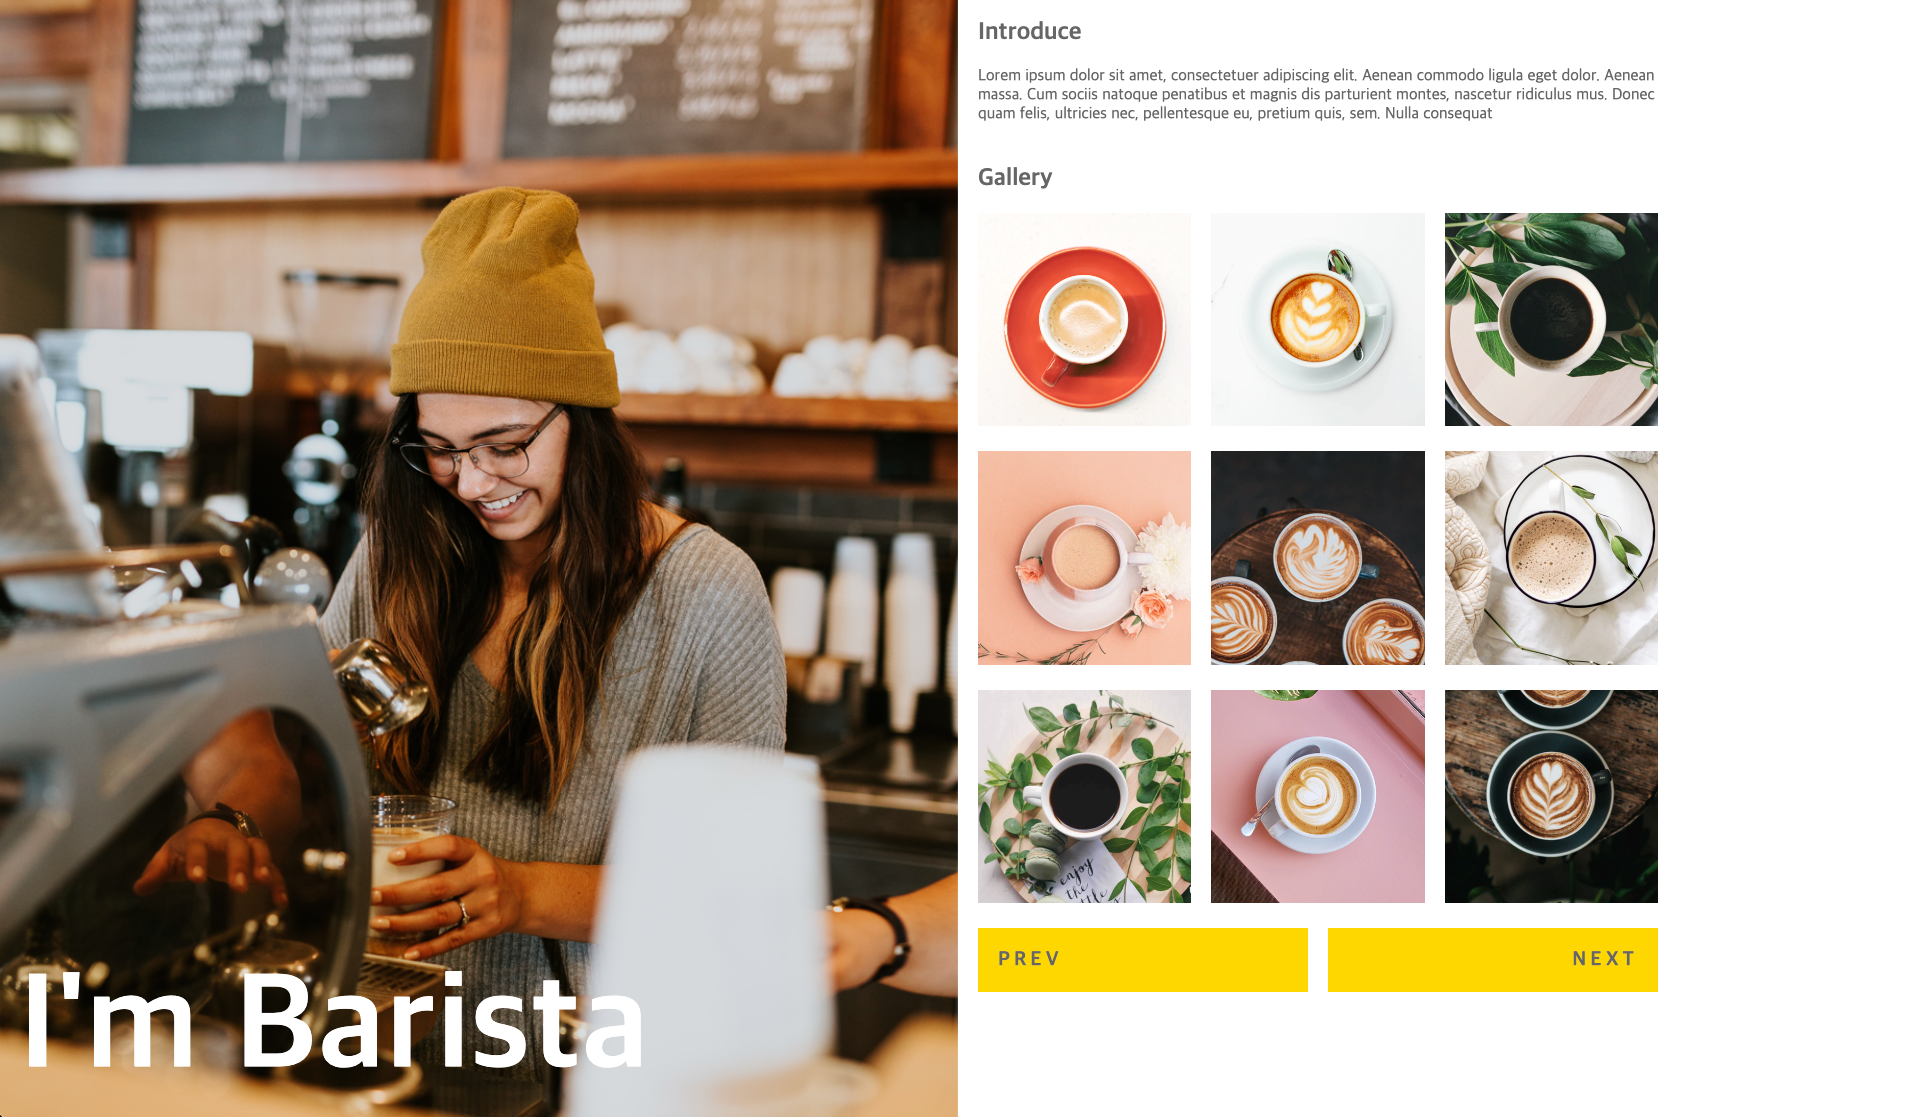 I'm Barista
Introduce
Lorem ipsum dolor sit amet, consectetuer adipiscing elit. Aenean commodo ligula eget dolor. Aenean
massa. Cum sociis natoque penatibus et magnis dis parturient montes, nascetur ridiculus mus. Donec
quam felis, ultricies nec, pellentesque eu, pretium quis, sem. Nulla consequat
Gallery
enjoy
the
PREV
NEXT